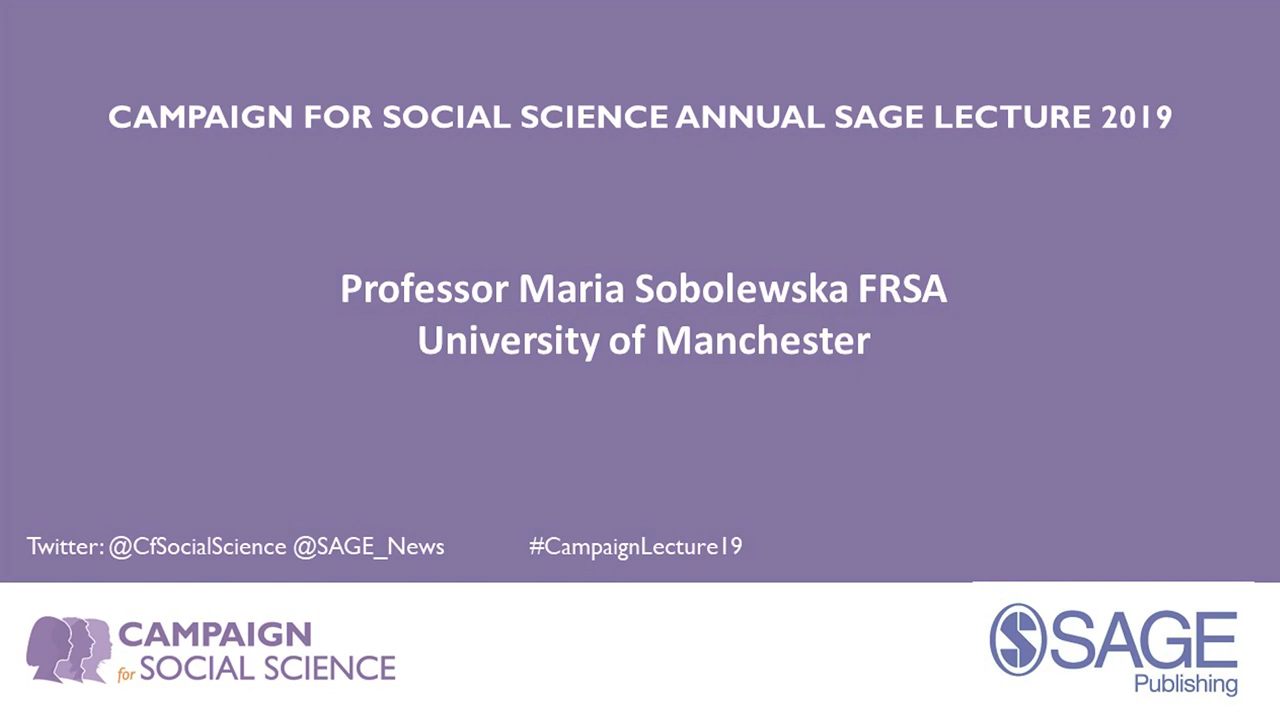 CAMPAIGN FOR SOCIAL SCIENCE ANNUAL SAGE LECTURE 2019
Professor Maria Sobolewska FRSA
University of Manchester
Twitter: @CfSocialScience @SAGE_News #CampaignLecture19
CAMPAIGN
for SOCIAL SCIENCE
SAGE
Publishing